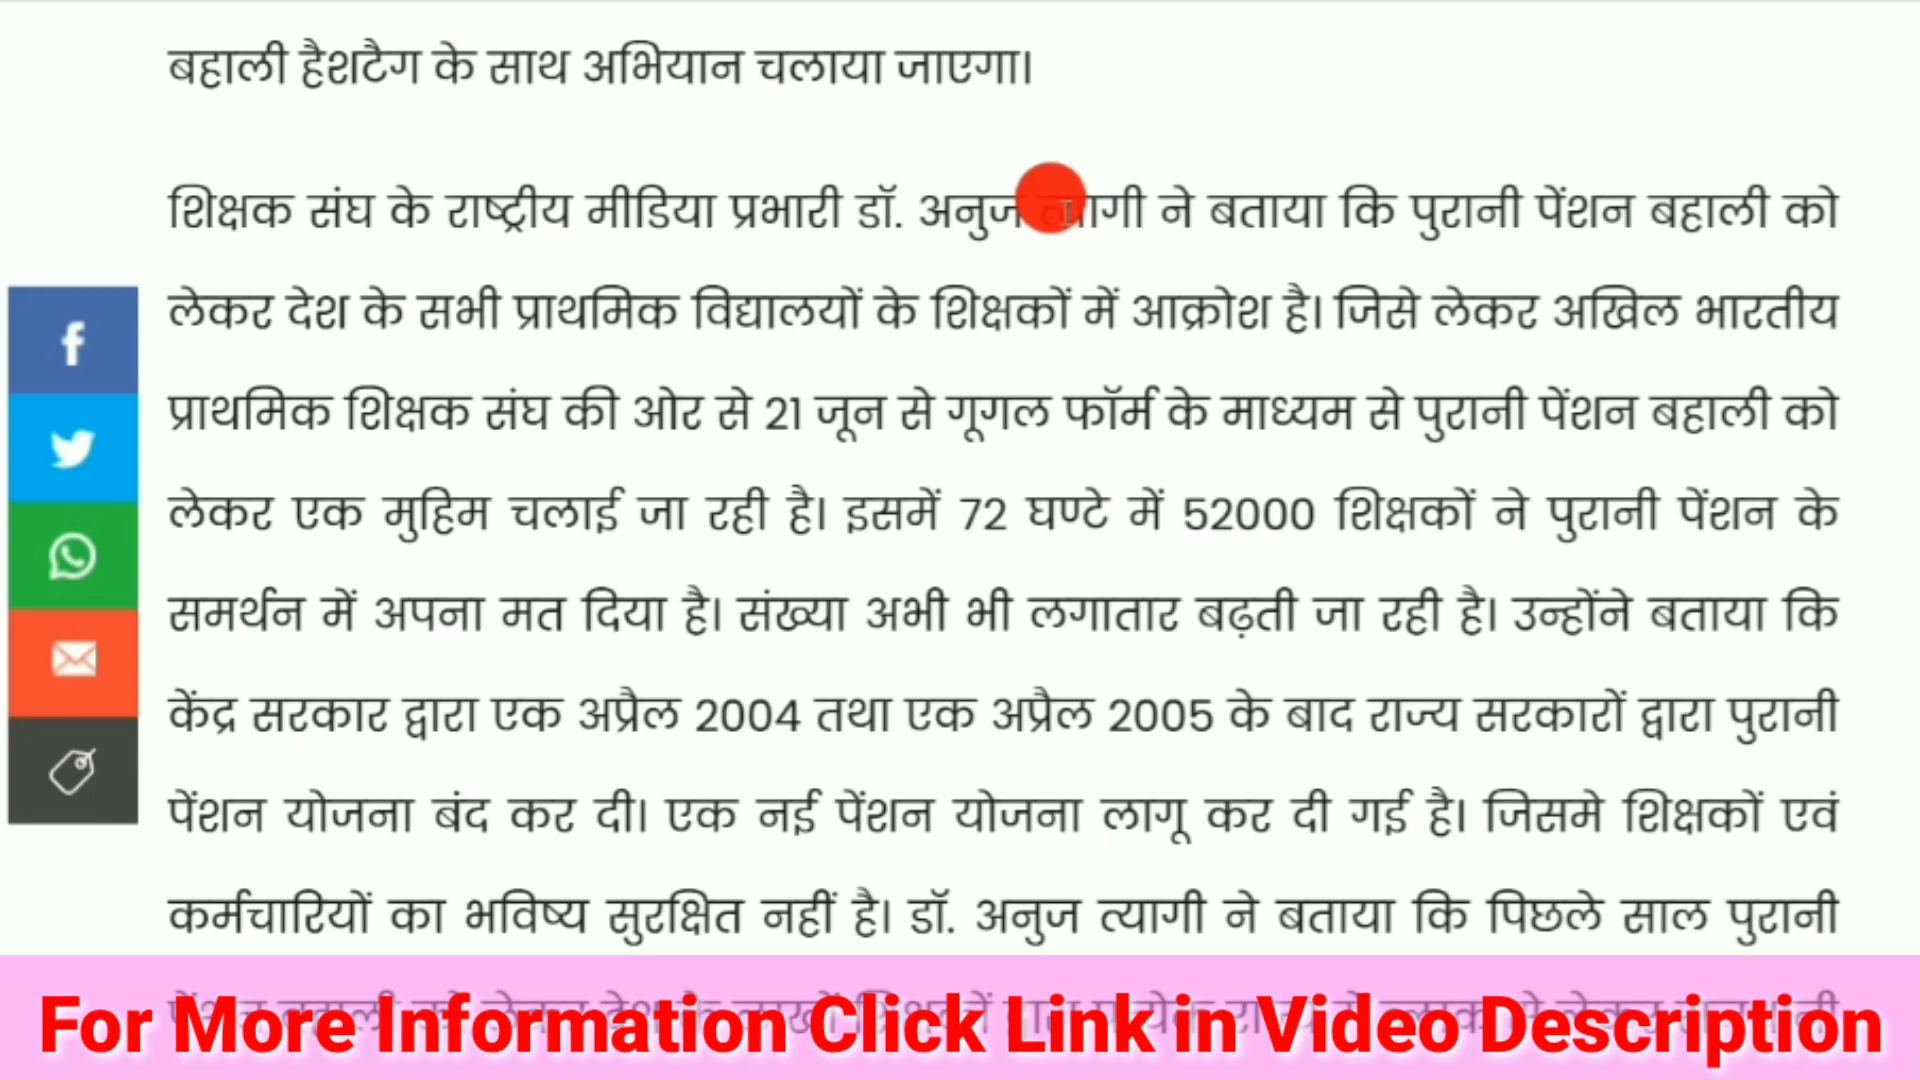 बहाली हैशटैग के साथ अभियान चलाया जाएगा।
शिक्षक संघ के राष्ट्रीय मीडिया प्रभारी डॉ. अनुज त्यागी ने बताया कि पुरानी पेंशन बहाली को
लेकर देश के सभी प्राथमिक विद्यालयों के शिक्षकों में आक्रोश है। जिसे लेकर अखिल भारतीय
प्राथमिक शिक्षक संघ की ओर से 21 जून से गूगल फॉर्म के माध्यम से पुरानी पेंशन बहाली को
लेकर एक मुहिम चलाई जा रही है। इसमें 72 घण्टे में 52000 शिक्षकों ने पुरानी पेंशन के
समर्थन में अपना मत दिया है। संख्या अभी भी लगातार बढ़ती जा रही है। उन्होंने बताया कि
केंद्र सरकार द्वारा एक अप्रैल 2004 तथा एक अप्रैल 2005 के बाद राज्य सरकारों द्वारा पुरानी
पेंशन योजना बंद कर दी। एक नई पेंशन योजना लागू कर दी गई है। जिसमे शिक्षकों एवं
कर्मचारियों का भविष्य सुरक्षित नहीं है। डॉ. अनुज त्यागी ने बताया कि पिछले साल पुरानी
For More Information Click Link in Video Description